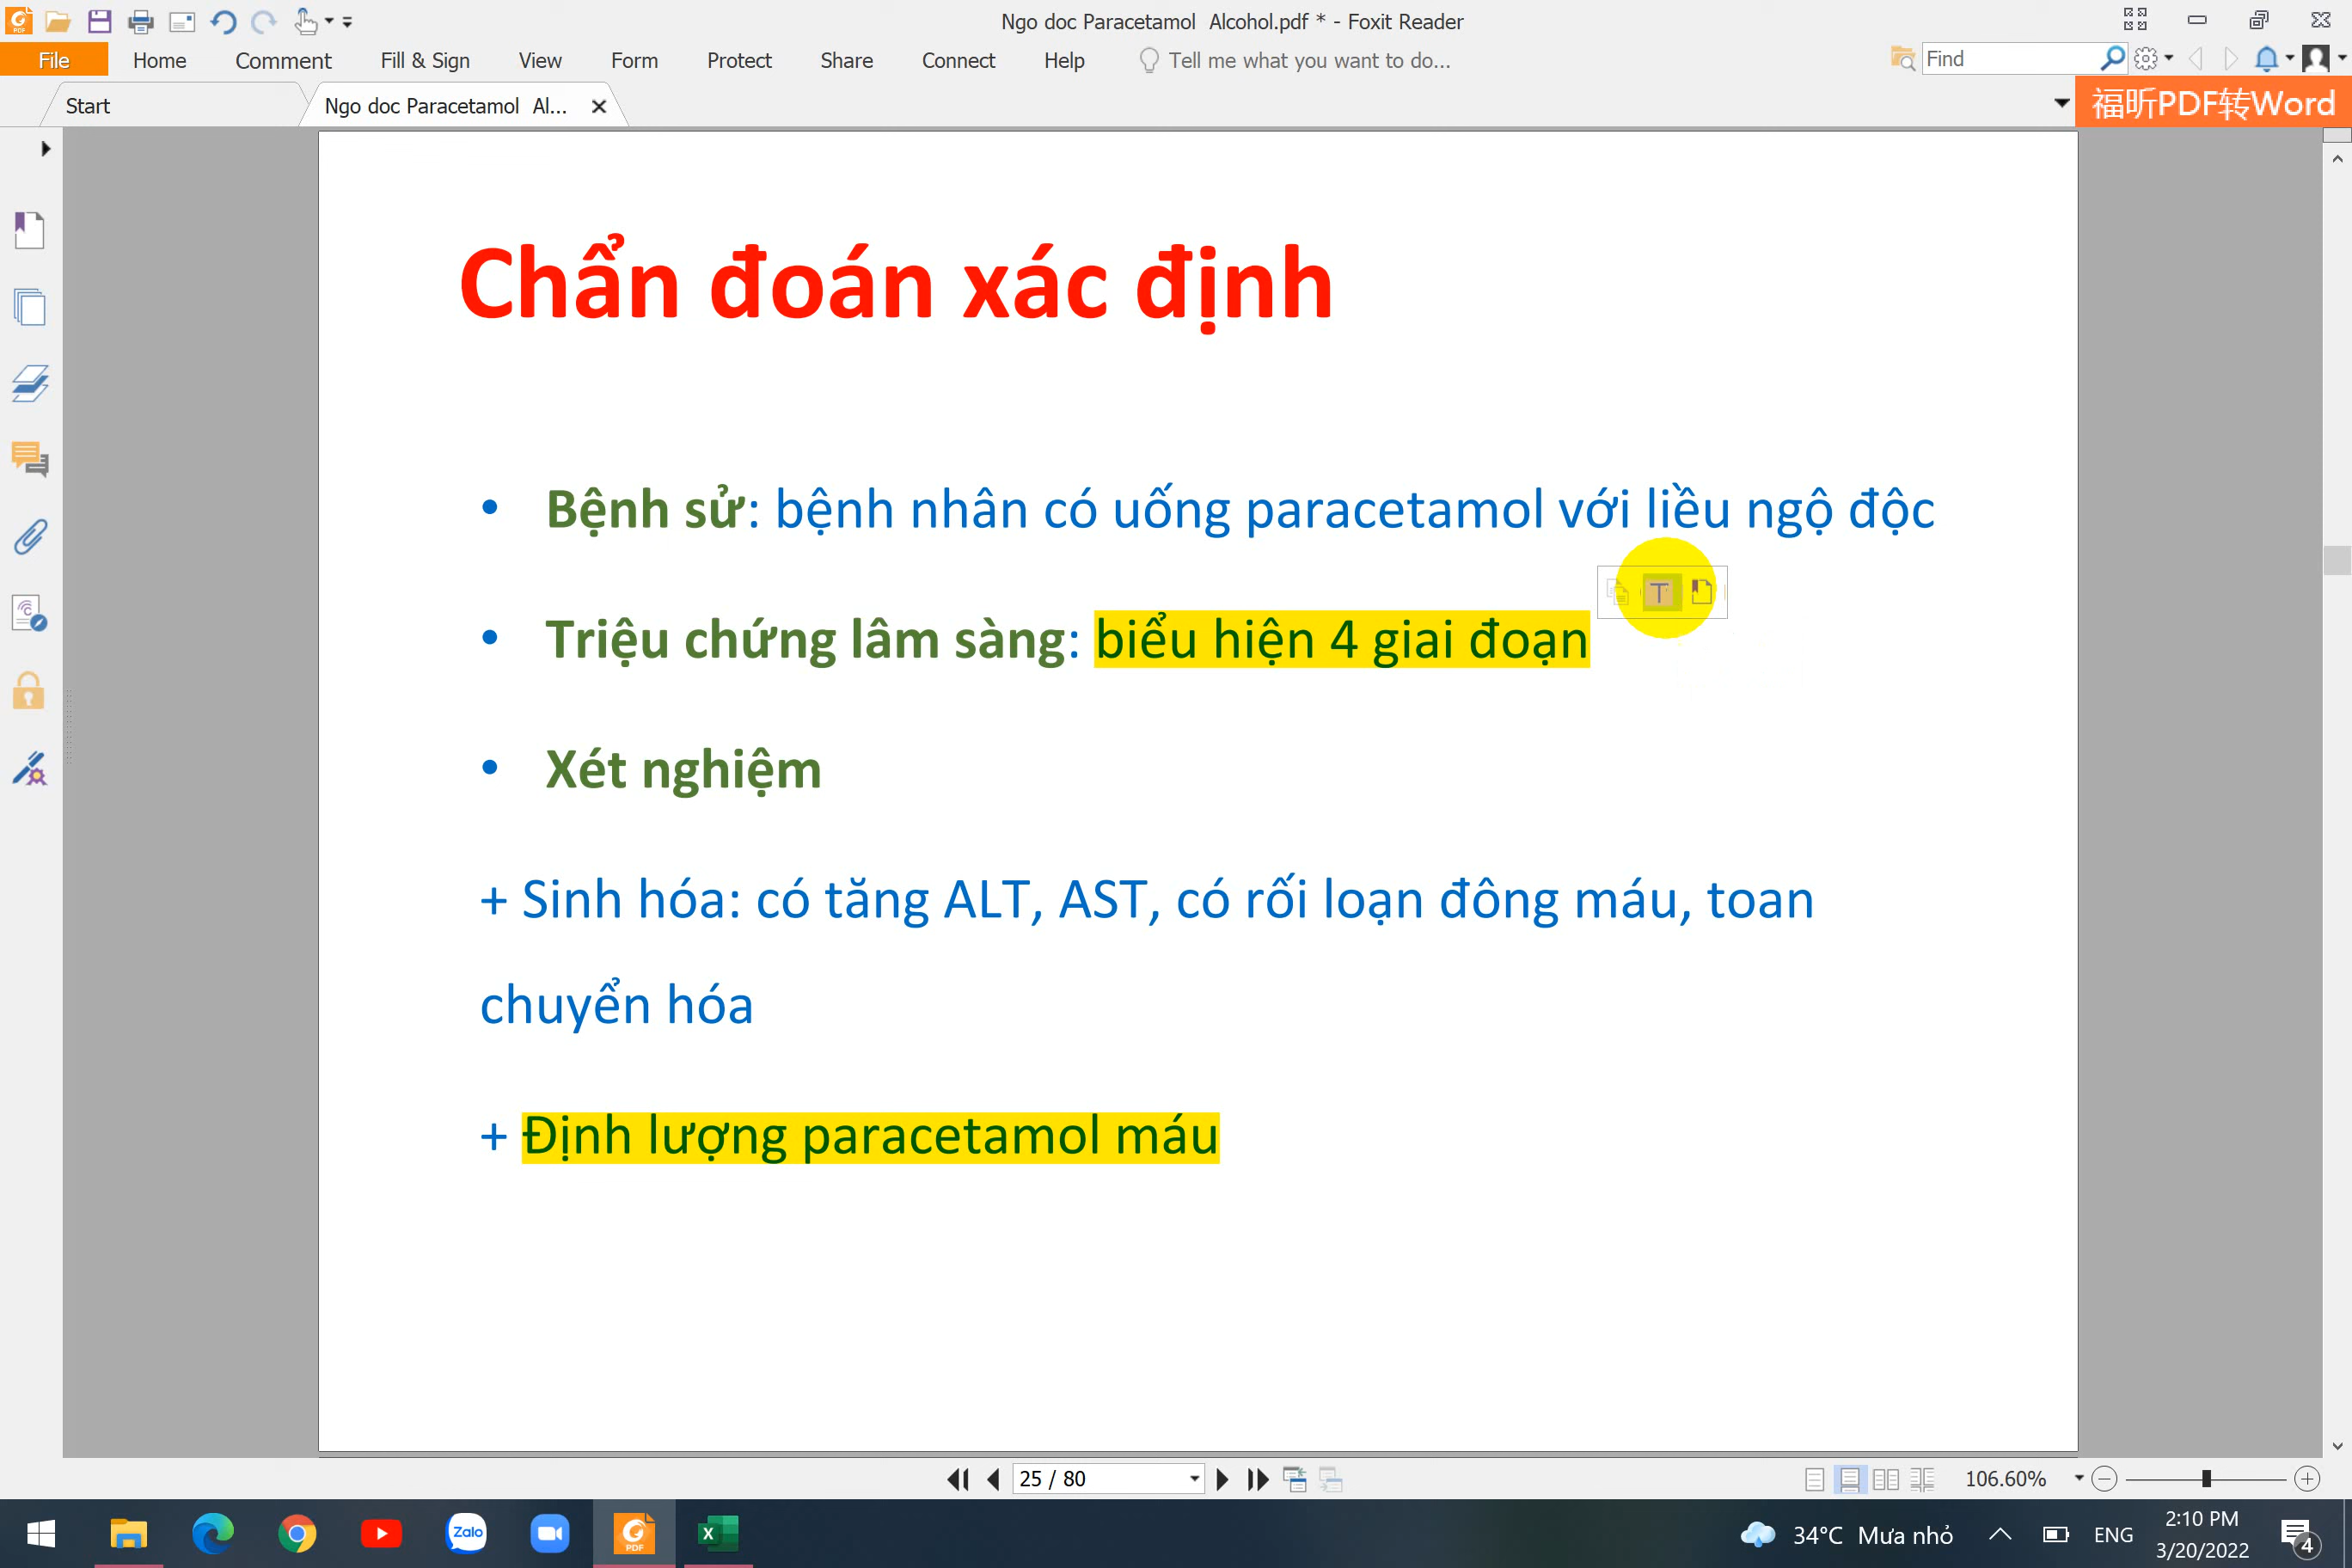 Ngo doc Paracetamol  Alcohol.pdf * - Foxit Reader
File Home Comment Fill & Sign View Form Protect Share Connect Help Tell me what you want to do... Find
Start Ngo doc Paracetamol  Al... 福昕PDF转Word
Chẩn đoán xác định
• Bệnh sử: bệnh nhân có uống paracetamol với liều ngộ độc
• Triệu chứng lâm sàng: biểu hiện 4 giai đoạn
• Xét nghiệm
+ Sinh hóa: có tăng ALT, AST, có rối loạn đông máu, toan
chuyển hóa
+ Định lượng paracetamol máu
25 / 80 106.60%
Zalo PDF 34°C Mưa nhỏ ENG 2:10 PM
3/20/2022 4